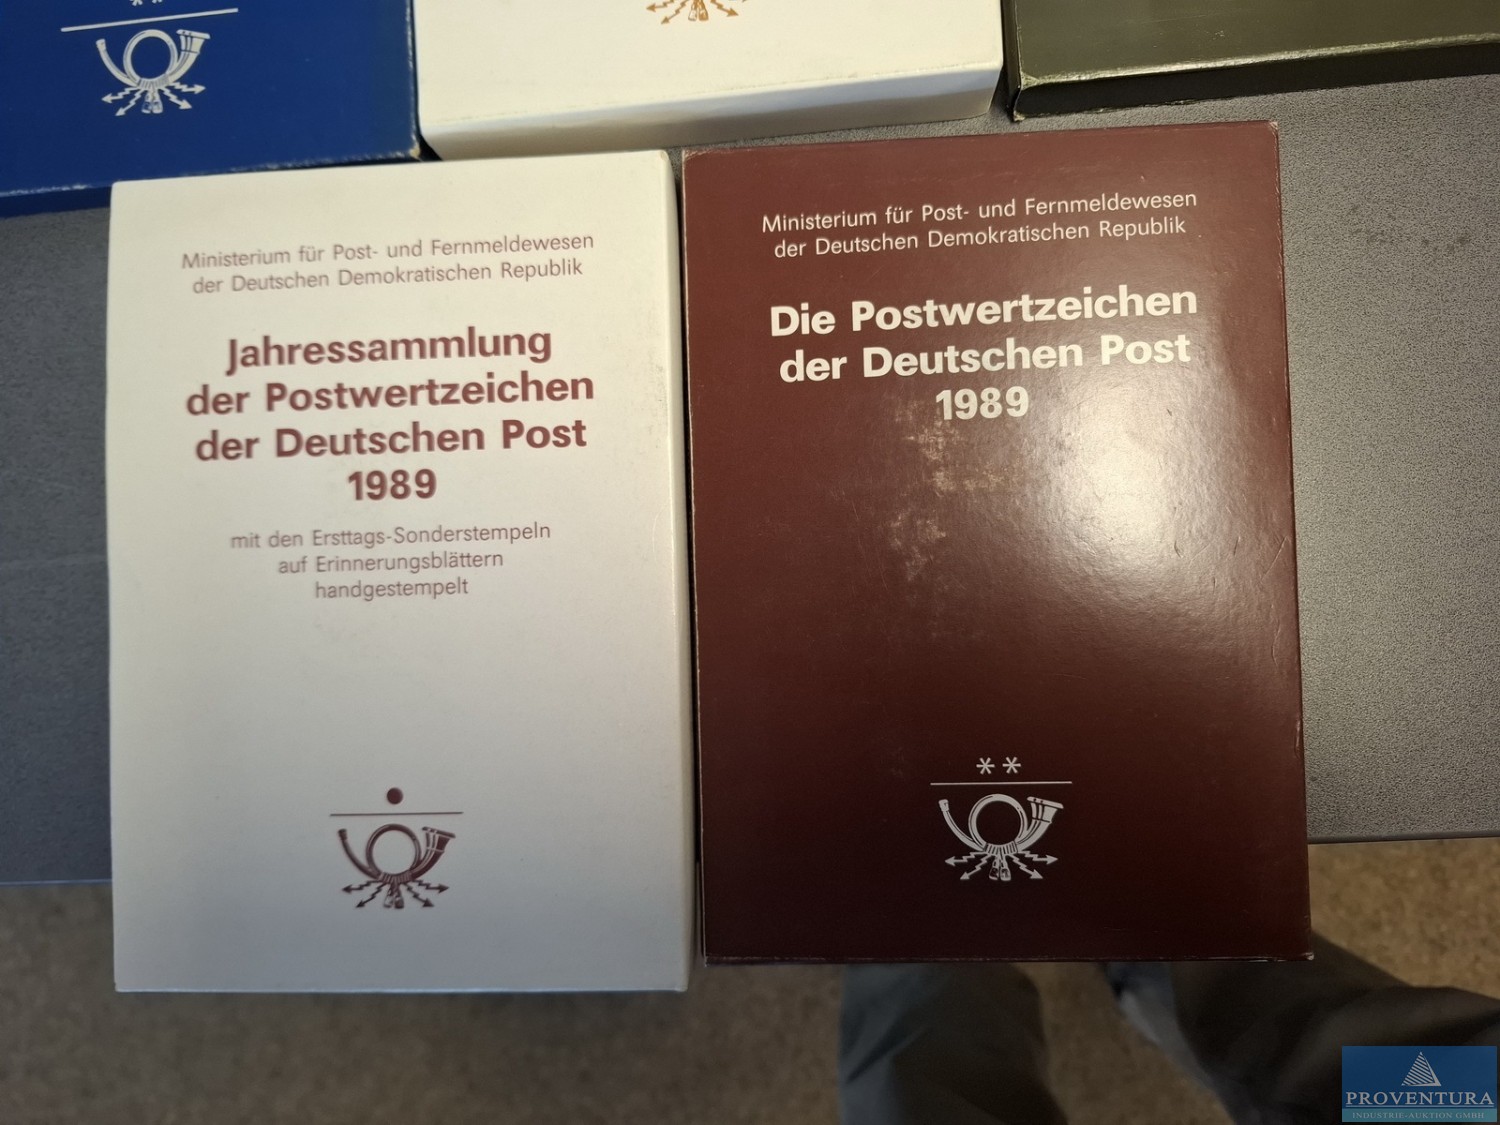 **
Ministerium für Post- und Fernmeldewesen
der Deutschen Demokratischen Republik
Jahressammlung
der Postwertzeichen
der Deutschen Post
1989
mit den Ersttags-Sonderstempeln
auf Erinnerungsblättern
handgestempelt
Ministerium für Post- und Fernmeldewesen
der Deutschen Demokratischen Republik
Die Postwertzeichen
der Deutschen Post
1989
**
PROVENTURA
INDUSTRIE-AUKTION GMBH